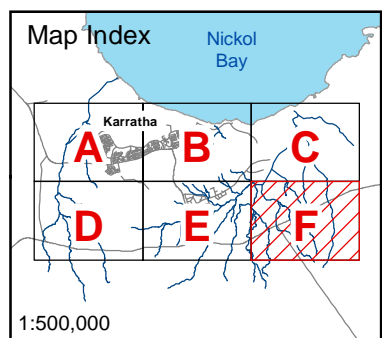 Map Index
Nickol
Bay
Karratha
A B C
D E F
1:500,000